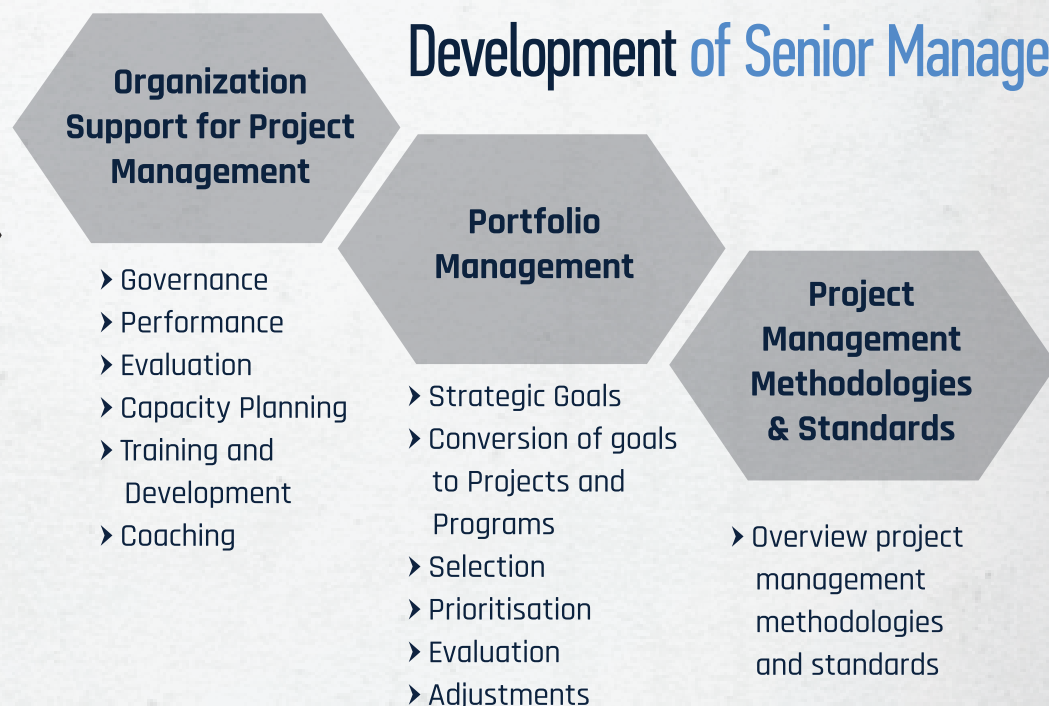 Development of Senior Manage
Organization
Support for Project
Management
Governance
Performance
Evaluation
Capacity Planning
Training and
Development
Coaching
Portfolio
Management
Strategic Goals
Conversion of goals
to Projects and
Programs
Selection
Prioritisation
Evaluation
Adjustments
Project
Management
Methodologies
& Standards
Overview project
management
methodologies
and standards